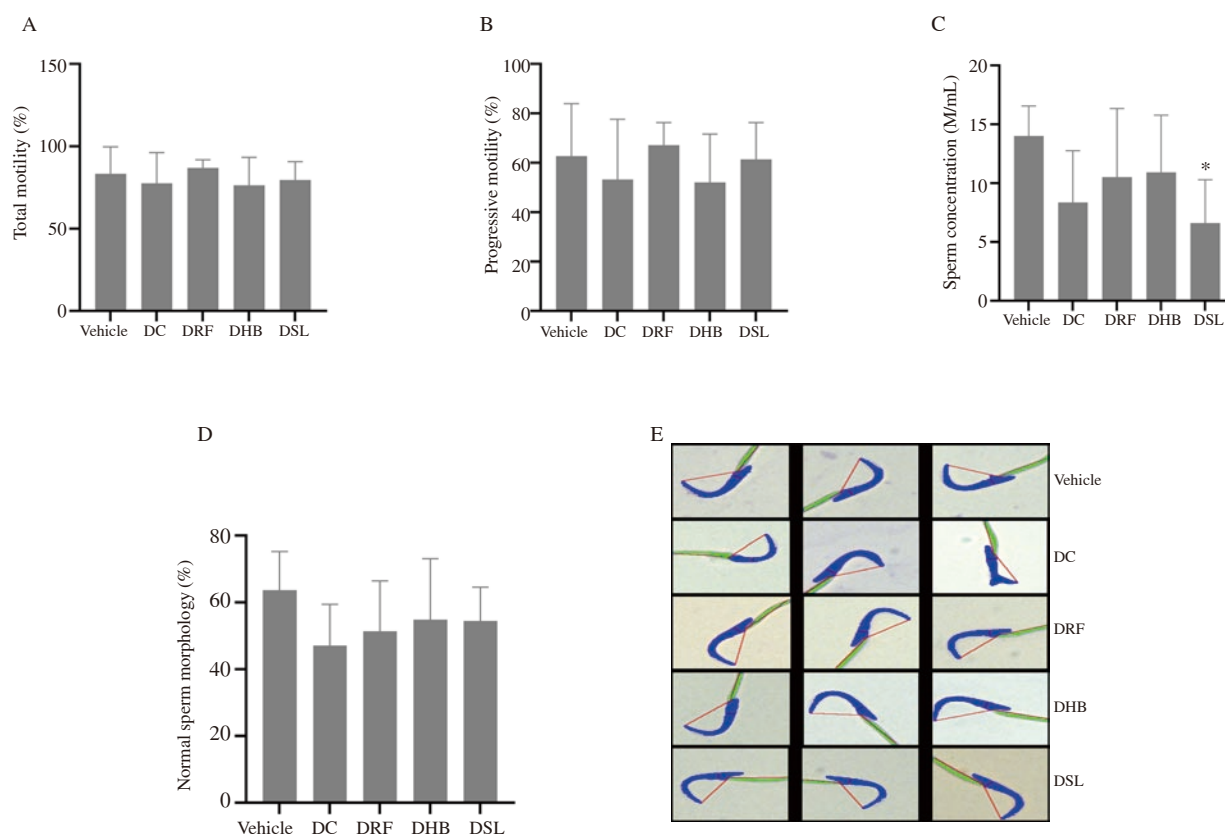 A
Total motility (%)
150
100
50
0
Vehicle DC DRF DHB DSL
B
Progressive motility (%)
100
80
60
40
20
0
Vehicle DC DRF DHB DSL
C
Sperm concentration (M/mL)
20
15
10
5
0
*
Vehicle DC DRF DHB DSL
D
Normal sperm morphology (%)
80
60
40
20
0
Vehicle DC DRF DHB DSL
E
Vehicle
DC
DRF
DHB
DSL